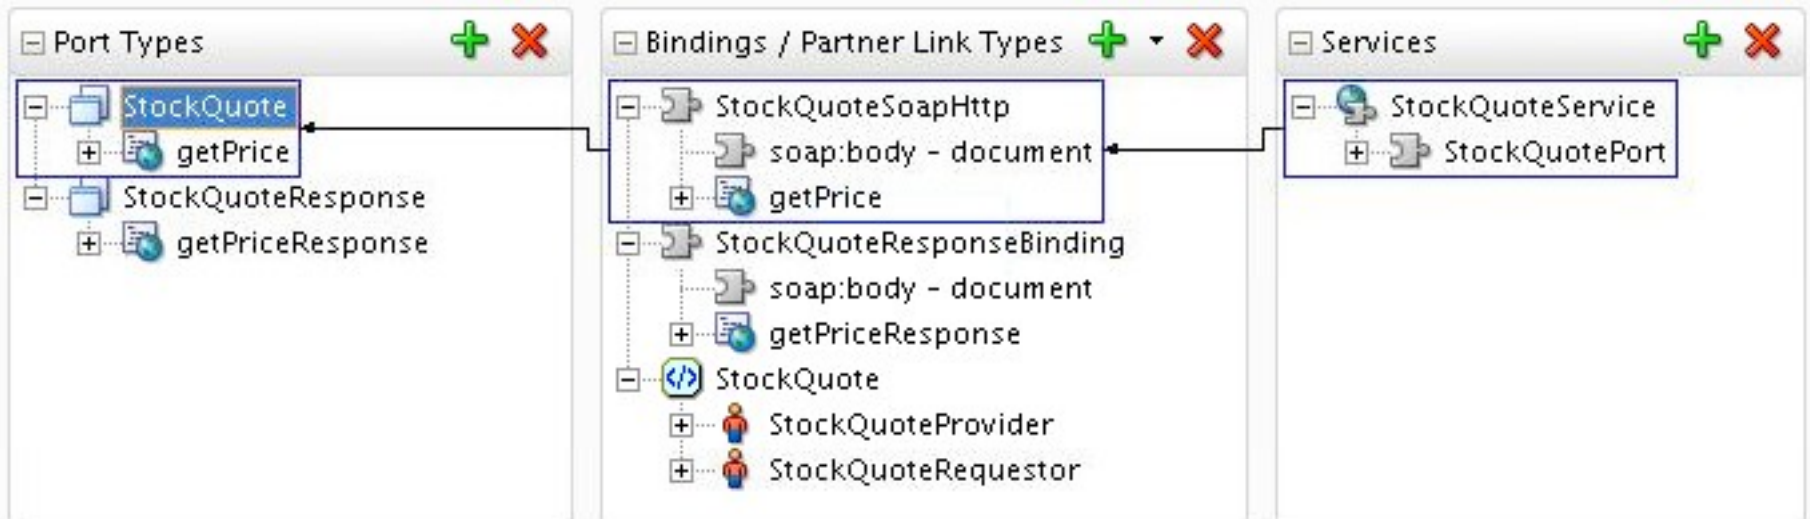 Port Types
StockQuote
getPrice
StockQuoteResponse
getPriceResponse
Bindings / Partner Link Types
StockQuoteSoapHttp
soap:body - document
getPrice
StockQuoteResponseBinding
soap:body - document
getPriceResponse
StockQuote
StockQuoteProvider
StockQuoteRequestor
Services
StockQuoteService
StockQuotePort